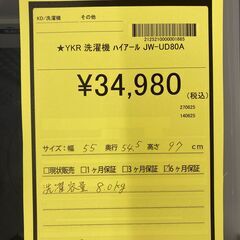 KD/洗濯機 その他
2125210000001885
★YKR 洗濯機 ハイアール JW-UD80A
¥34,980
(税込)
270625
140625
サイズ：幅 55 奥行 54.5 高さ 97 cm
□現状販売 □1ヶ月保証 □3ヶ月保証 ☑6ヶ月保証
洗濯容量 8.0kg